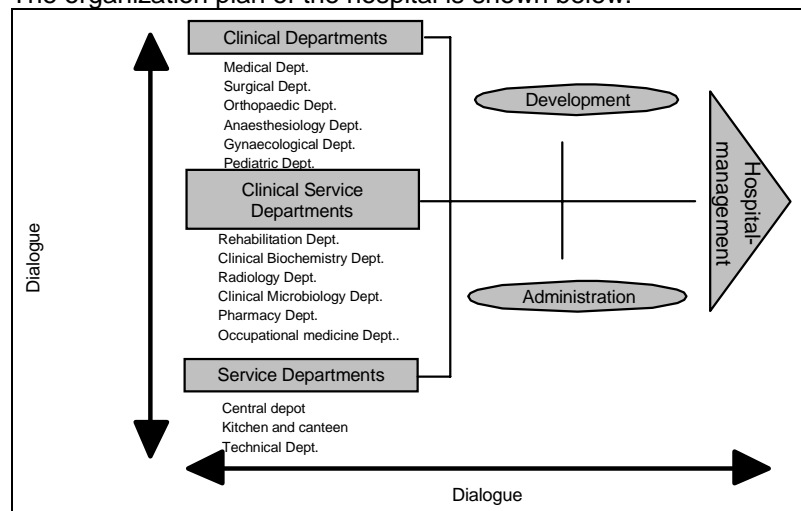 The organization plan of the hospital is shown below:
Clinical Departments
Medical Dept.
Surgical Dept.
Orthopaedic Dept.
Anaesthesiology Dept.
Gynaecological Dept.
Pediatric Dept.
Clinical Service
Departments
Rehabilitation Dept.
Clinical Biochemistry Dept.
Radiology Dept.
Clinical Microbiology Dept.
Pharmacy Dept.
Occupational medicine Dept..
Service Departments
Central depot
Kitchen and canteen
Technical Dept.
Development
Administration
Hospital-
management
Dialogue
Dialogue